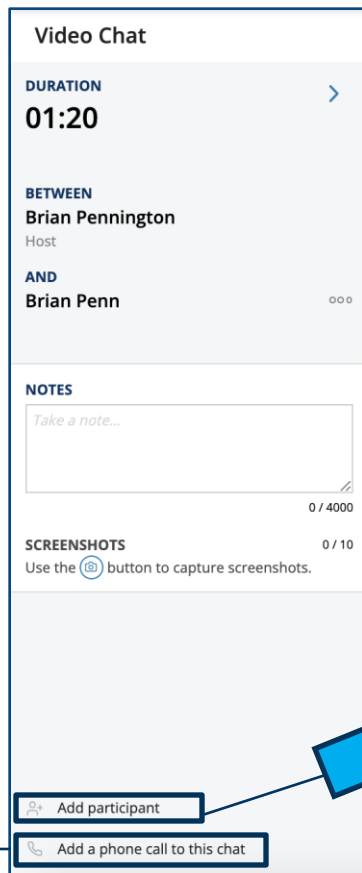 Video Chat
DURATION
01:20
BETWEEN
Brian Pennington
Host
AND
Brian Penn
NOTES
Take a note...
0 / 4000
SCREENSHOTS 0 / 10
Use the button to capture screenshots.
Add participant
Add a phone call to this chat